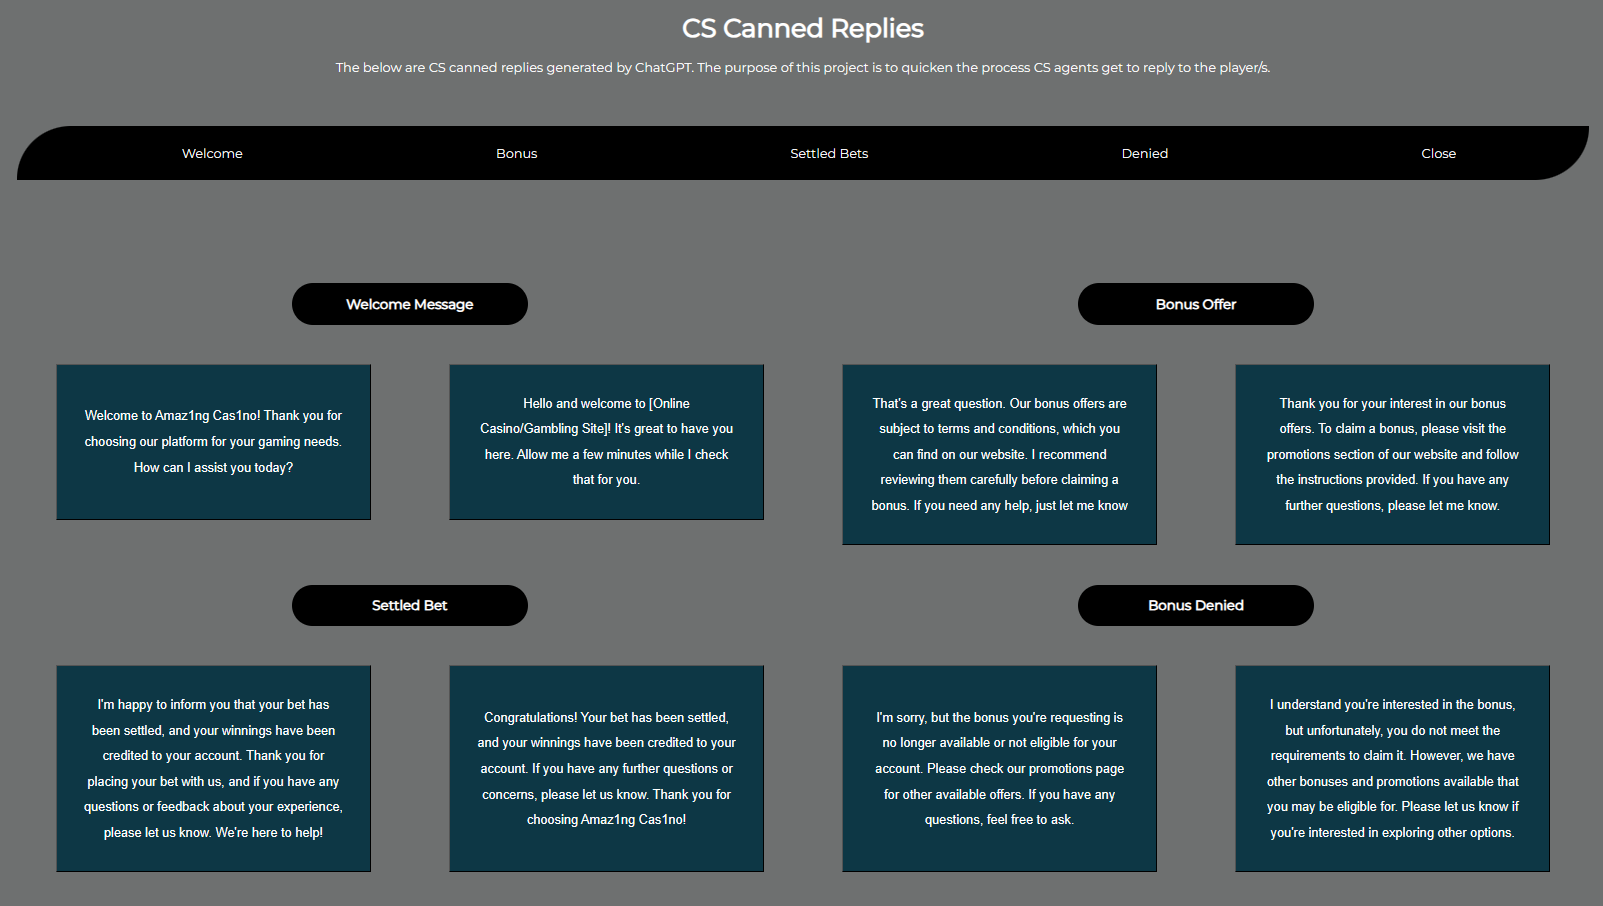 CS Canned Replies
The below are CS canned replies generated by ChatGPT. The purpose of this project is to quicken the process CS agents get to reply to the player/s.
Welcome
Bonus
Settled Bets
Denied
Close
Welcome Message
Welcome to Amaz1ng Cas1no! Thank you for
choosing our platform for your gaming needs.
How can I assist you today?
Hello and welcome to [Online
Casino/Gambling Site]! It's great to have you
here. Allow me a few minutes while I check
that for you.
Bonus Offer
That's a great question. Our bonus offers are
subject to terms and conditions, which you
can find on our website. I recommend
reviewing them carefully before claiming a
bonus. If you need any help, just let me know
Thank you for your interest in our bonus
offers. To claim a bonus, please visit the
promotions section of our website and follow
the instructions provided. If you have any
further questions, please let me know.
Settled Bet
I'm happy to inform you that your bet has
been settled, and your winnings have been
credited to your account. Thank you for
placing your bet with us, and if you have any
questions or feedback about your experience,
please let us know. We're here to help!
Congratulations! Your bet has been settled,
and your winnings have been credited to your
account. If you have any further questions or
concerns, please let us know. Thank you for
choosing Amaz1ng Cas1no!
Bonus Denied
I'm sorry, but the bonus you're requesting is
no longer available or not eligible for your
account. Please check our promotions page
for other available offers. If you have any
questions, feel free to ask.
I understand you're interested in the bonus,
but unfortunately, you do not meet the
requirements to claim it. However, we have
other bonuses and promotions available that
you may be eligible for. Please let us know if
you're interested in exploring other options.